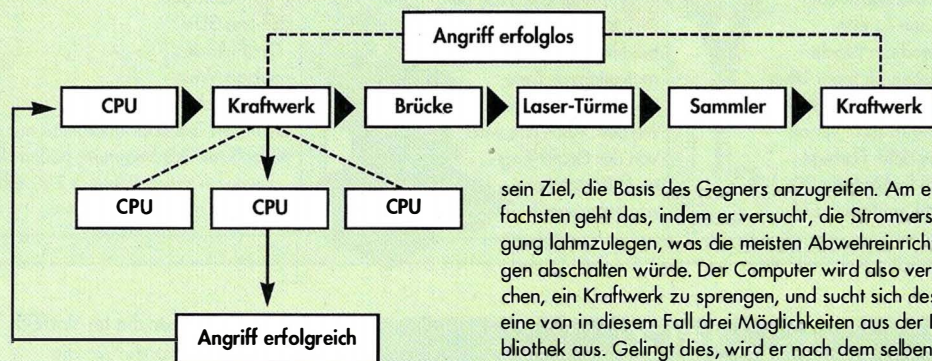 Angriff erfolglos
CPU
Kraftwerk
Brücke
Laser-Türme
Sammler
Kraftwerk
CPU
CPU
CPU
Angriff erfolgreich
sein Ziel, die Basis des Gegners anzugreifen. Am e
fachsten geht das, indem er versucht, die Stromvers
gung lahmzulegen, was die meisten Abwehreinrich
gen abschalten würde. Der Computer wird also ver
chen, ein Kraftwerk zu sprengen, und sucht sich des
eine von in diesem Fall drei Möglichkeiten aus der
bliothek aus. Gelingt dies, wird er nach dem selben